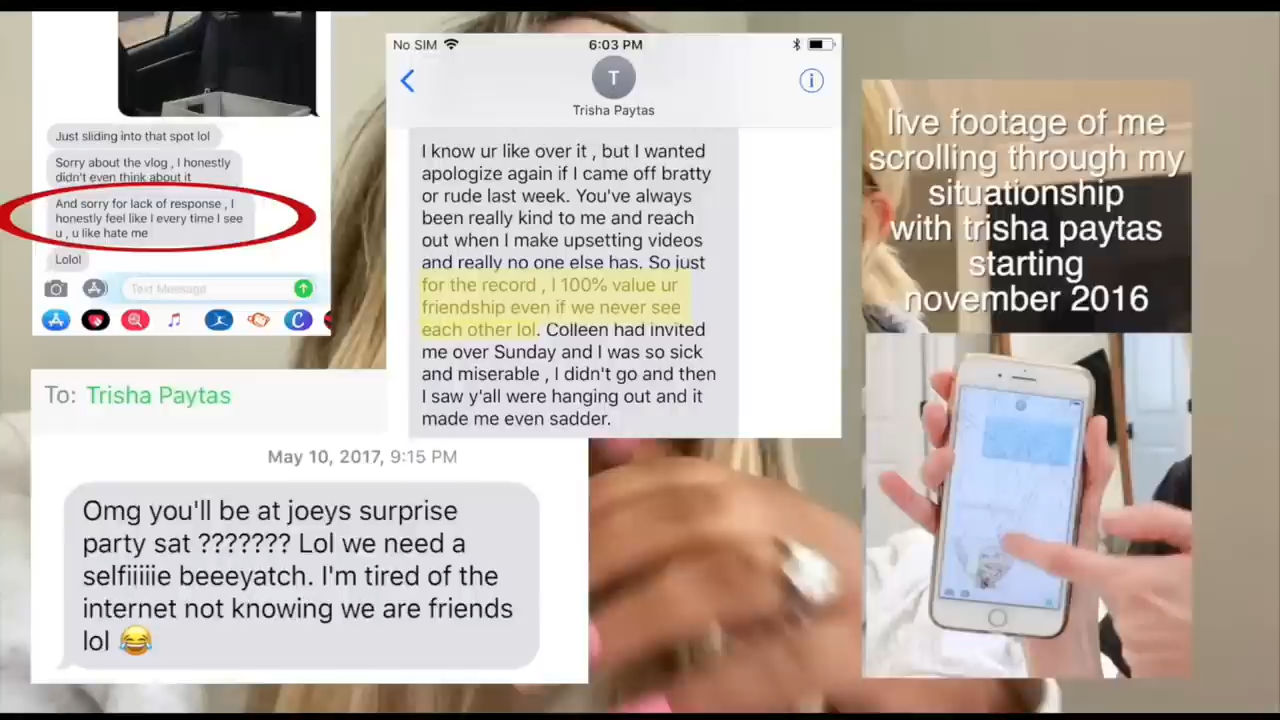 Just sliding into that spot lol
Sorry about the vlog , I honestly
didn't even think about it
And sorry for lack of response , I
honestly feel like I every time I see
u , u like hate me
Lolol
Text Message
No SIM
6:03 PM
T
Trisha Paytas
I know ur like over it , but I wanted
apologize again if I came off bratty
or rude last week. You've always
been really kind to me and reach
out when I make upsetting videos
and really no one else has. So just
for the record , I 100% value ur
friendship even if we never see
each other lol. Colleen had invited
me over Sunday and I was so sick
and miserable , I didn't go and then
I saw y'all were hanging out and it
made me even sadder.
To: Trisha Paytas
May 10, 2017, 9:15 PM
Omg you'll be at joeys surprise
party sat ??????? Lol we need a
selfiiiiie beeeyatch. I'm tired of the
internet not knowing we are friends
lol 😂
live footage of me
scrolling through my
situationship
with trisha paytas
starting
november 2016